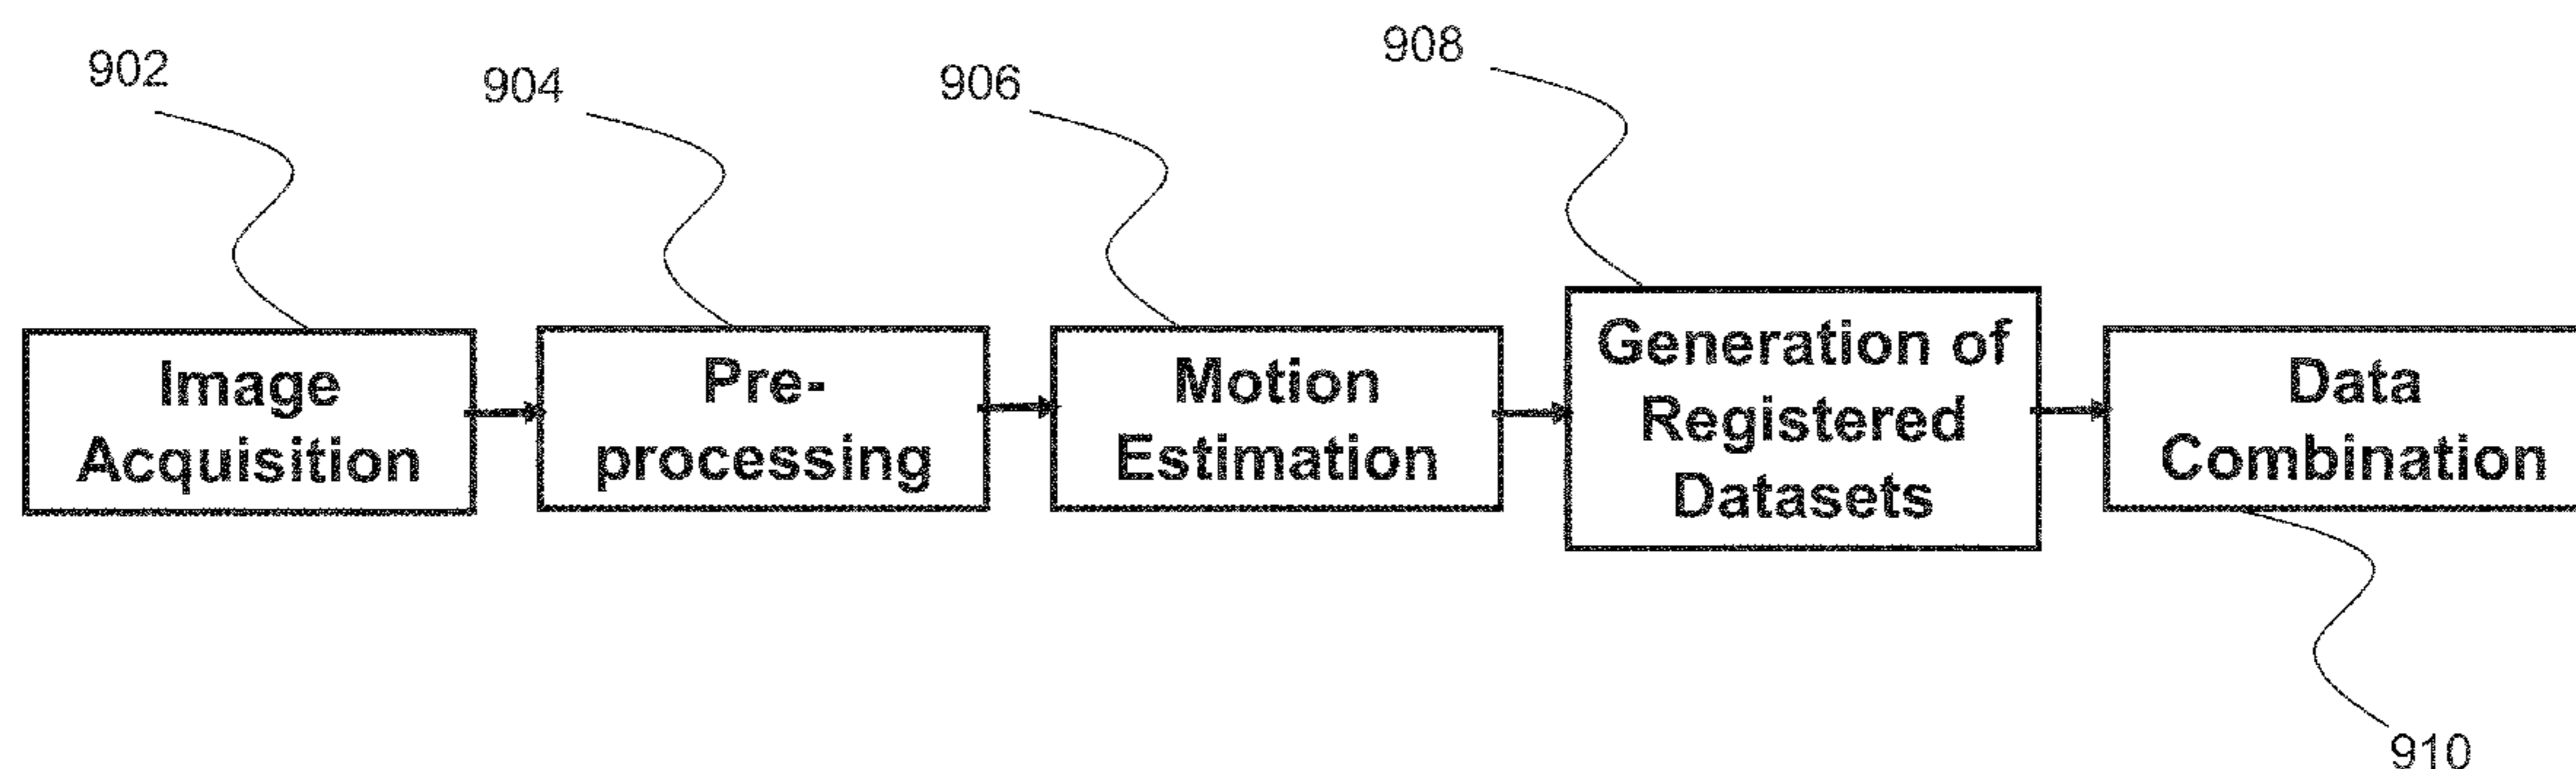 902
904
906
908
Image
Acquisition
Pre-
processing
Motion
Estimation
Generation of
Registered
Datasets
Data
Combination
910